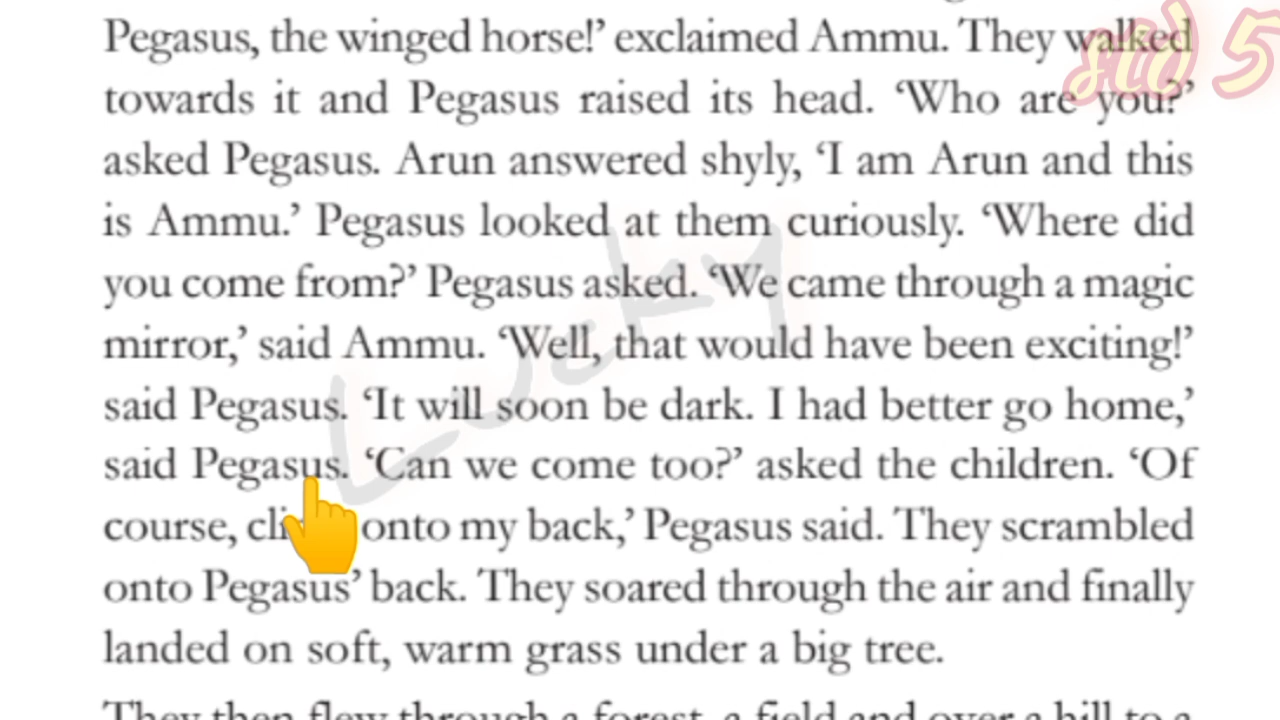 Pegasus, the winged horse!’ exclaimed Ammu. They walked
std 5
towards it and Pegasus raised its head. ‘Who are you?’
asked Pegasus. Arun answered shyly, ‘I am Arun and this
is Ammu.’ Pegasus looked at them curiously. ‘Where did
you come from?’ Pegasus asked. ‘We came through a magic
mirror,’ said Ammu. ‘Well, that would have been exciting!’
Lucky
said Pegasus. ‘It will soon be dark. I had better go home,’
said Pegasus. ‘Can we come too?’ asked the children. ‘Of
course, onto my back,’ Pegasus said. They scrambled
onto Pegasus’ back. They soared through the air and finally
landed on soft, warm grass under a big tree.
They then flew through a forest, a field and over a hill to a